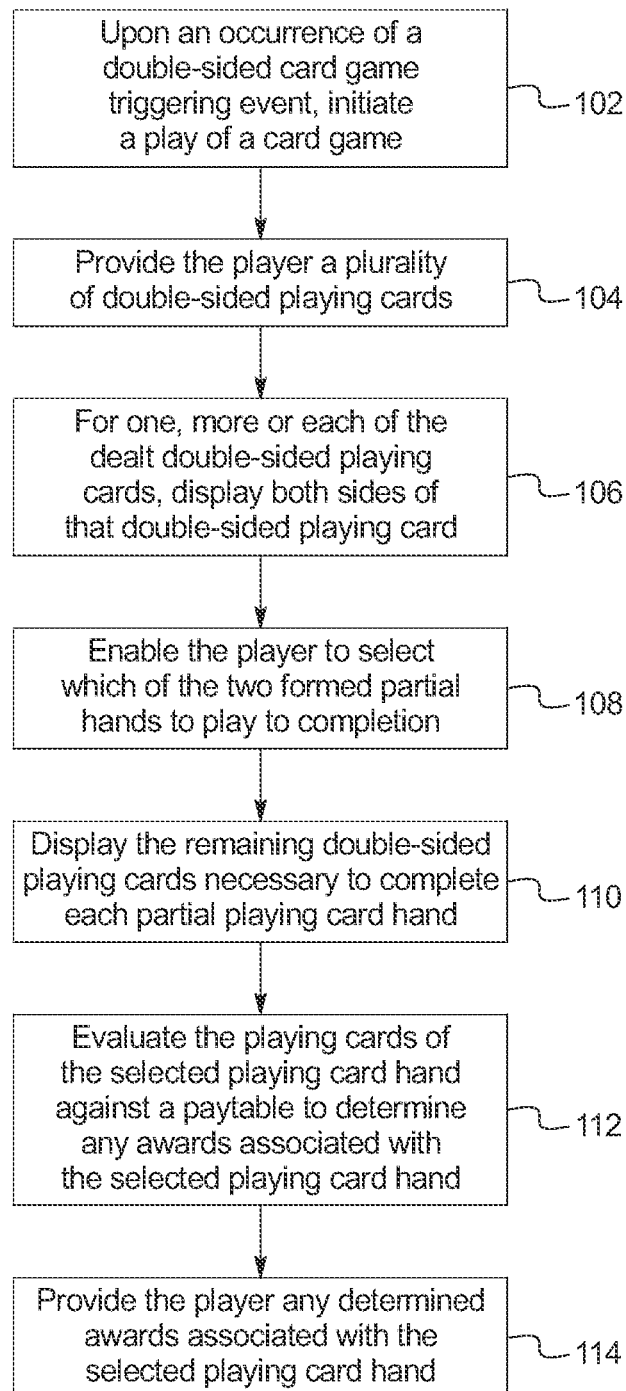 Upon an occurrence of a
double-sided card game
triggering event, initiate
a play of a card game
102
Provide the player a plurality
of double-sided playing cards
104
For one, more or each of the
dealt double-sided playing
cards, display both sides of
that double-sided playing card
106
Enable the player to select
which of the two formed partial
hands to play to completion
108
Display the remaining double-sided
playing cards necessary to complete
each partial playing card hand
110
Evaluate the playing cards of
the selected playing card hand
against a paytable to determine
any awards associated with
the selected playing card hand
112
Provide the player any determined
awards associated with the
selected playing card hand
114